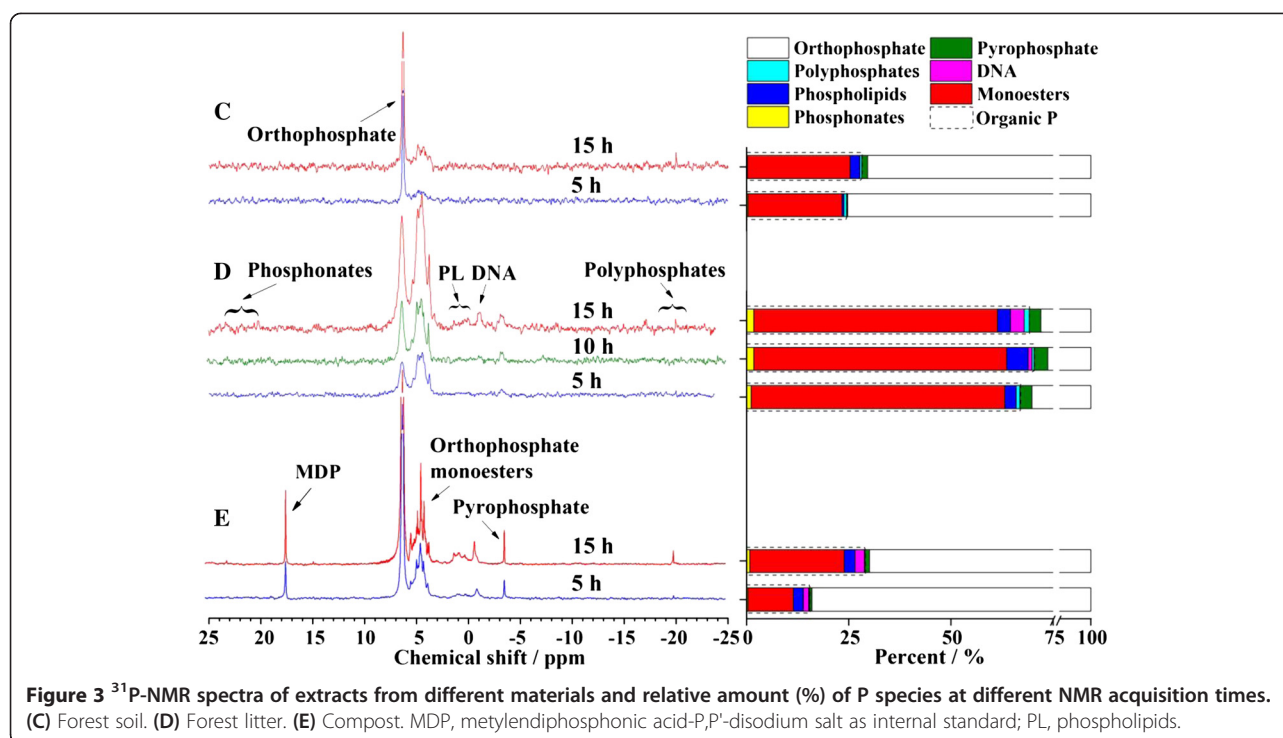 C
Orthophosphate
15 h
5 h
D
Phosphonates
PL DNA
Polyphosphates
15 h
10 h
5 h
E
MDP
Orthophosphate
monoesters
Pyrophosphate
15 h
5 h
25 20 15 10 5 0 -5 -10 -15 -20 -25
Chemical shift / ppm
Orthophosphate
Pyrophosphate
Polyphosphates
DNA
Phospholipids
Monoesters
Phosphonates
Organic P
0 25 50 75 100
Percent / %
Figure 3 ³¹P-NMR spectra of extracts from different materials and relative amount (%) of P species at different NMR acquisition times.
(C) Forest soil. (D) Forest litter. (E) Compost. MDP, metylendiphosphonic acid-P,P'-disodium salt as internal standard; PL, phospholipids.